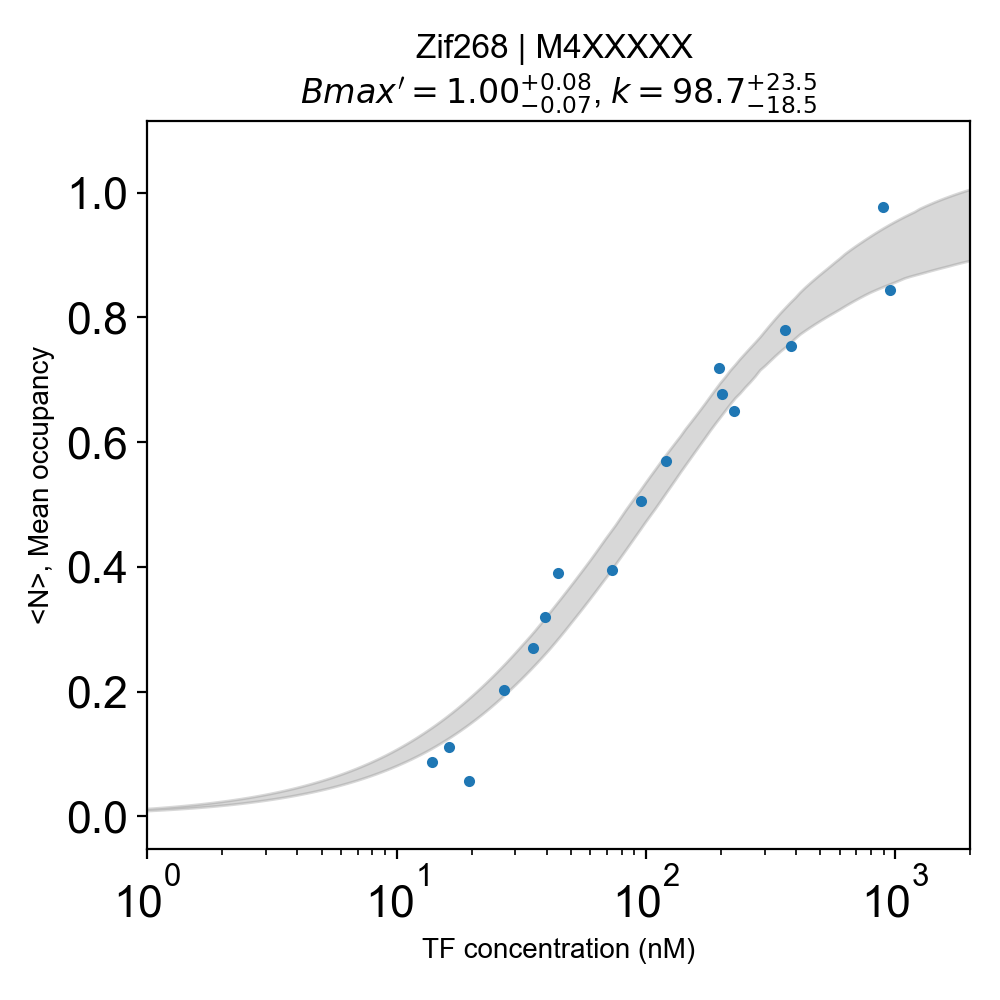 Zif268 | M4XXXXX
Bmax′ = 1.00^{+0.08}_{−0.07}, k = 98.7^{+23.5}_{−18.5}
1.0
0.8
0.6
0.4
0.2
0.0
<N>, Mean occupancy
10^0 10^1 10^2 10^3
TF concentration (nM)